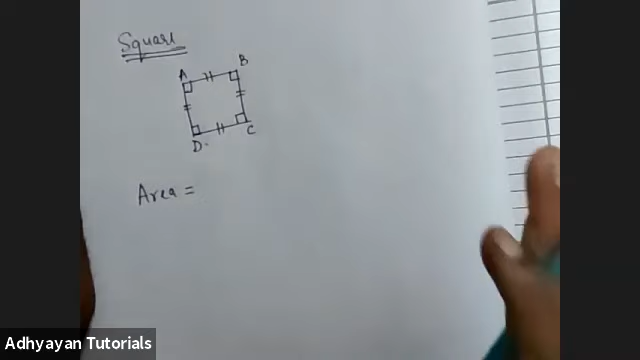 Square
A
B
D.
C
Area =
Adhyayan Tutorials